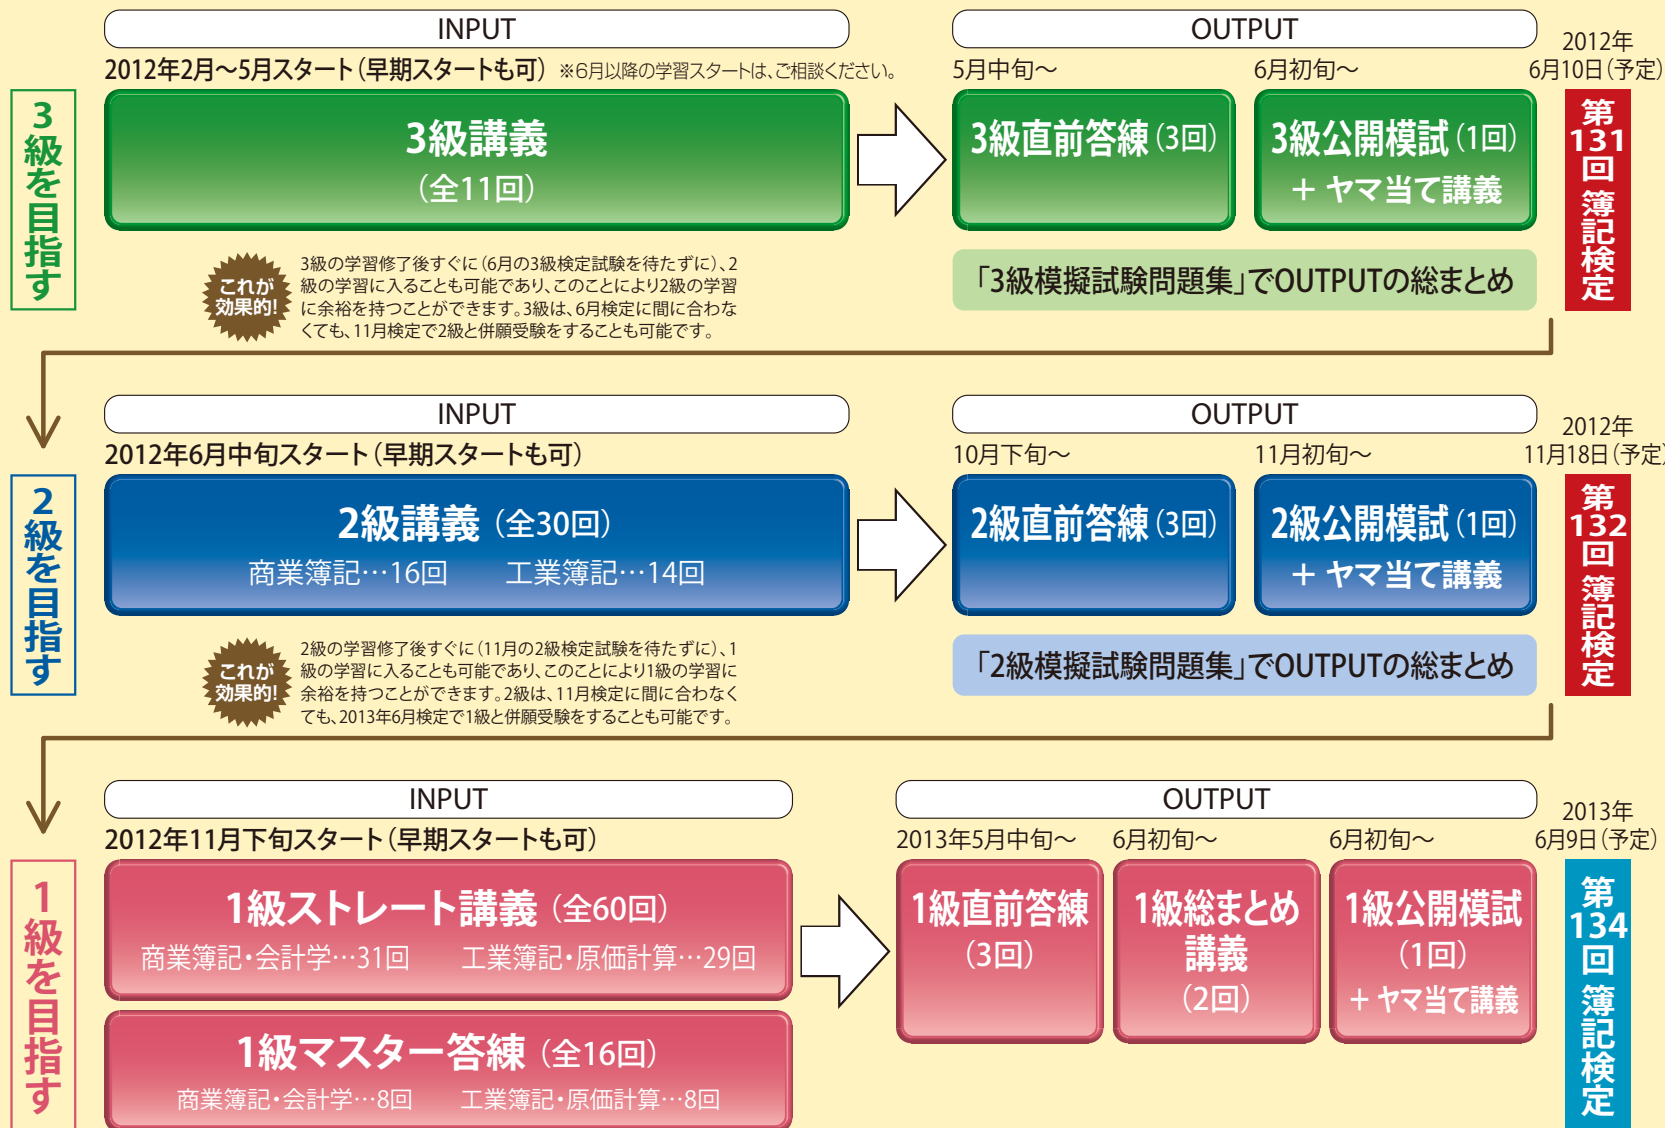 INPUT
OUTPUT
2012年2月～5月スタート（早期スタートも可） ※6月以降の学習スタートは、ご相談ください。
5月中旬～
6月初旬～
2012年
6月10日（予定）
3級を目指す
3級講義
（全11回）
3級直前答練（3回）
3級公開模試（1回）
＋ ヤマ当て講義
第131回 簿記検定
これが
効果的!
3級の学習修了後すぐに（6月の3級検定試験を待たずに）、2
級の学習に入ることも可能であり、このことにより2級の学習
に余裕を持つことができます。3級は、6月検定に間に合わな
くても、11月検定で2級と併願受験をすることも可能です。
「3級模擬試験問題集」でOUTPUTの総まとめ
INPUT
OUTPUT
2012年6月中旬スタート（早期スタートも可）
10月下旬～
11月初旬～
2012年
11月18日（予定）
2級を目指す
2級講義（全30回）
商業簿記…16回　工業簿記…14回
2級直前答練（3回）
2級公開模試（1回）
＋ ヤマ当て講義
第132回 簿記検定
これが
効果的!
2級の学習修了後すぐに（11月の2級検定試験を待たずに）、1
級の学習に入ることも可能であり、このことにより1級の学習に
余裕を持つことができます。2級は、11月検定に間に合わなく
ても、2013年6月検定で1級と併願受験をすることも可能です。
「2級模擬試験問題集」でOUTPUTの総まとめ
INPUT
OUTPUT
2012年11月下旬スタート（早期スタートも可）
2013年5月中旬～
6月初旬～
6月初旬～
2013年
6月9日（予定）
1級を目指す
1級ストレート講義（全60回）
商業簿記・会計学…31回　工業簿記・原価計算…29回
1級マスター答練（全16回）
商業簿記・会計学…8回　工業簿記・原価計算…8回
1級直前答練
（3回）
1級総まとめ
講義
（2回）
1級公開模試
（1回）
＋ ヤマ当て講義
第134回 簿記検定